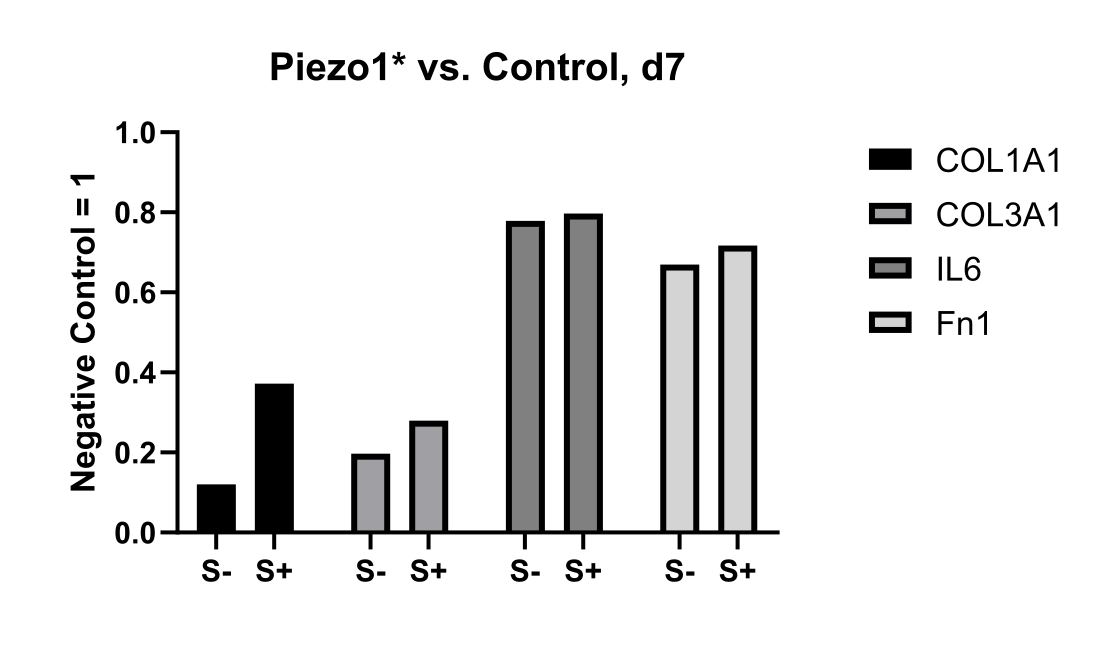 Piezo1* vs. Control, d7
Negative Control = 1
1.0
0.8
0.6
0.4
0.2
0.0
S- S+ S- S+ S- S+ S- S+
COL1A1
COL3A1
IL6
Fn1